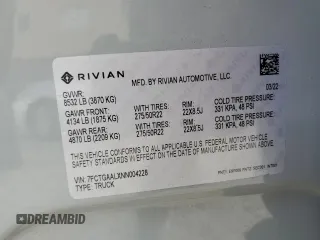 RIVIAN
MFD. BY RIVIAN AUTOMOTIVE, LLC.
03/22
GVWR:
8532 LB (3870 KG)
GAWR FRONT: WITH TIRES: RIM: COLD TIRE PRESSURE:
4134 LB (1875 KG) 275/50R22 22X8.5J 331 KPA, 48 PSI
GAWR REAR: WITH TIRES: RIM: COLD TIRE PRESSURE:
4870 LB (2209 KG) 275/50R22 22X8.5J 331 KPA, 48 PSI
THIS VEHICLE CONFORMS TO ALL APPLICABLE U.S. FEDERAL MOTOR VEHICLE
SAFETY STANDARDS IN EFFECT ON THE DATE OF MANUFACTURE SHOWN ABOVE.
VIN: 7FCTGAALXNN004228
TYPE: TRUCK
DREAMBID